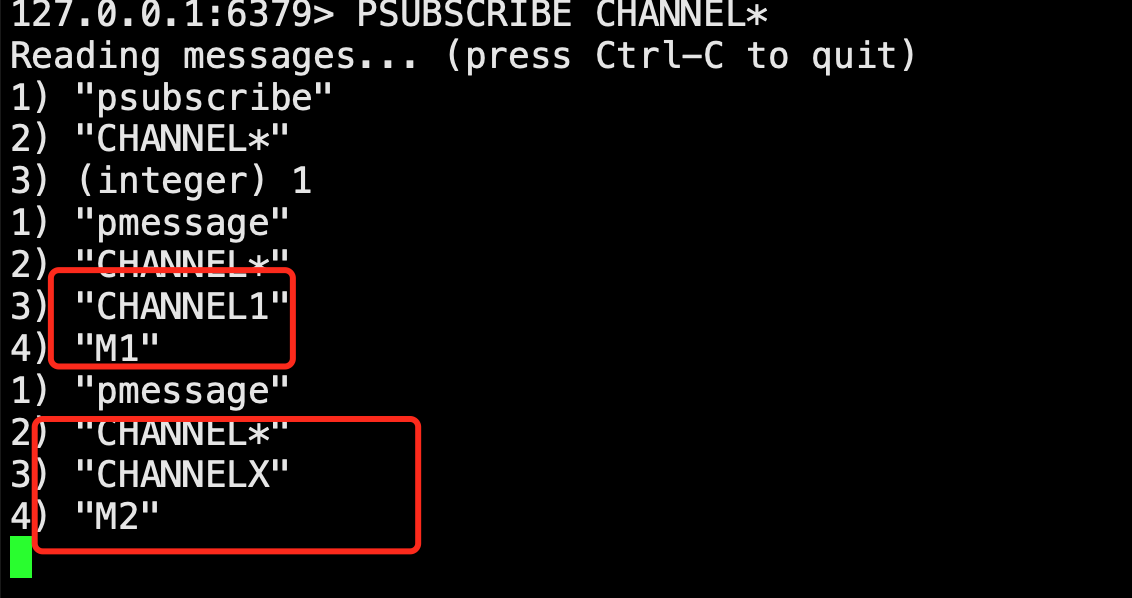 127.0.0.1:6379> PSUBSCRIBE CHANNEL*
Reading messages... (press Ctrl-C to quit)
1) "psubscribe"
2) "CHANNEL*"
3) (integer) 1
1) "pmessage"
2) "CHANNEL*"
3) "CHANNEL1"
4) "M1"
1) "pmessage"
2) "CHANNEL*"
3) "CHANNELX"
4) "M2"